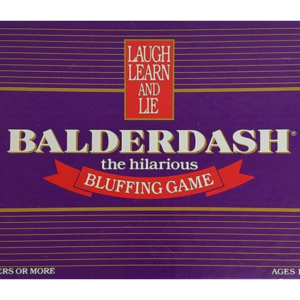 LAUGH
LEARN
AND
LIE
BALDERDASH®
the hilarious
BLUFFING GAME
OR MORE
AGES